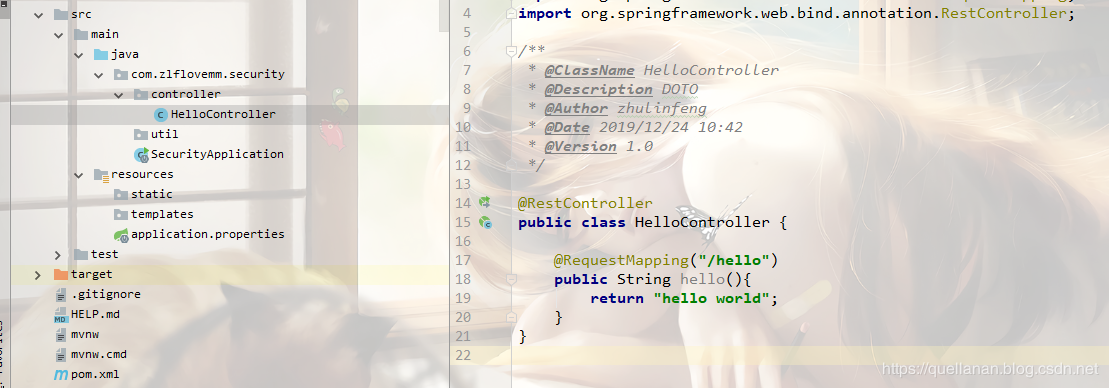 src
main
java
com.zlflovemm.security
controller
HelloController
util
SecurityApplication
resources
static
templates
application.properties
test
target
.gitignore
HELP.md
mvnw
mvnw.cmd
pom.xml
4 import org.springframework.web.bind.annotation.RestController;
5
6 /**
7 * @ClassName HelloController
8 * @Description DOTO
9 * @Author zhulinfeng
10 * @Date 2019/12/24 10:42
11 * @Version 1.0
12 */
13
14 @RestController
15 public class HelloController {
16
17 @RequestMapping("/hello")
18 public String hello(){
19 return "hello world";
20 }
21 }
22
https://quellanan.blog.csdn.net